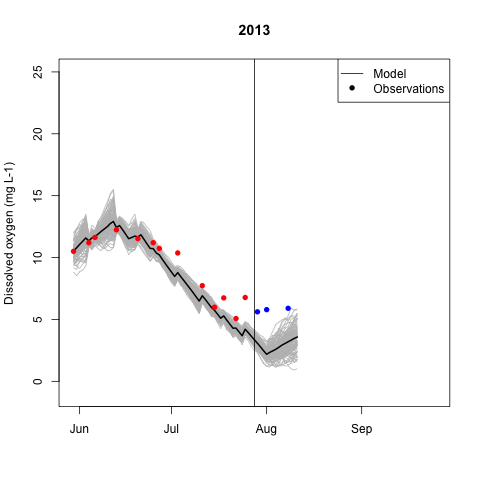 2013
Model
Observations
Dissolved oxygen (mg L-1)
25
20
15
10
5
0
Jun
Jul
Aug
Sep